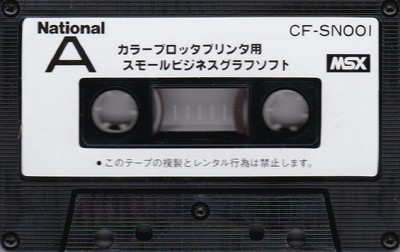 National
CF-SN001
A
カラープロッタプリンタ用
スモールビジネスグラフソフト
MSX
●このテープの複製とレンタル行為は禁止します。